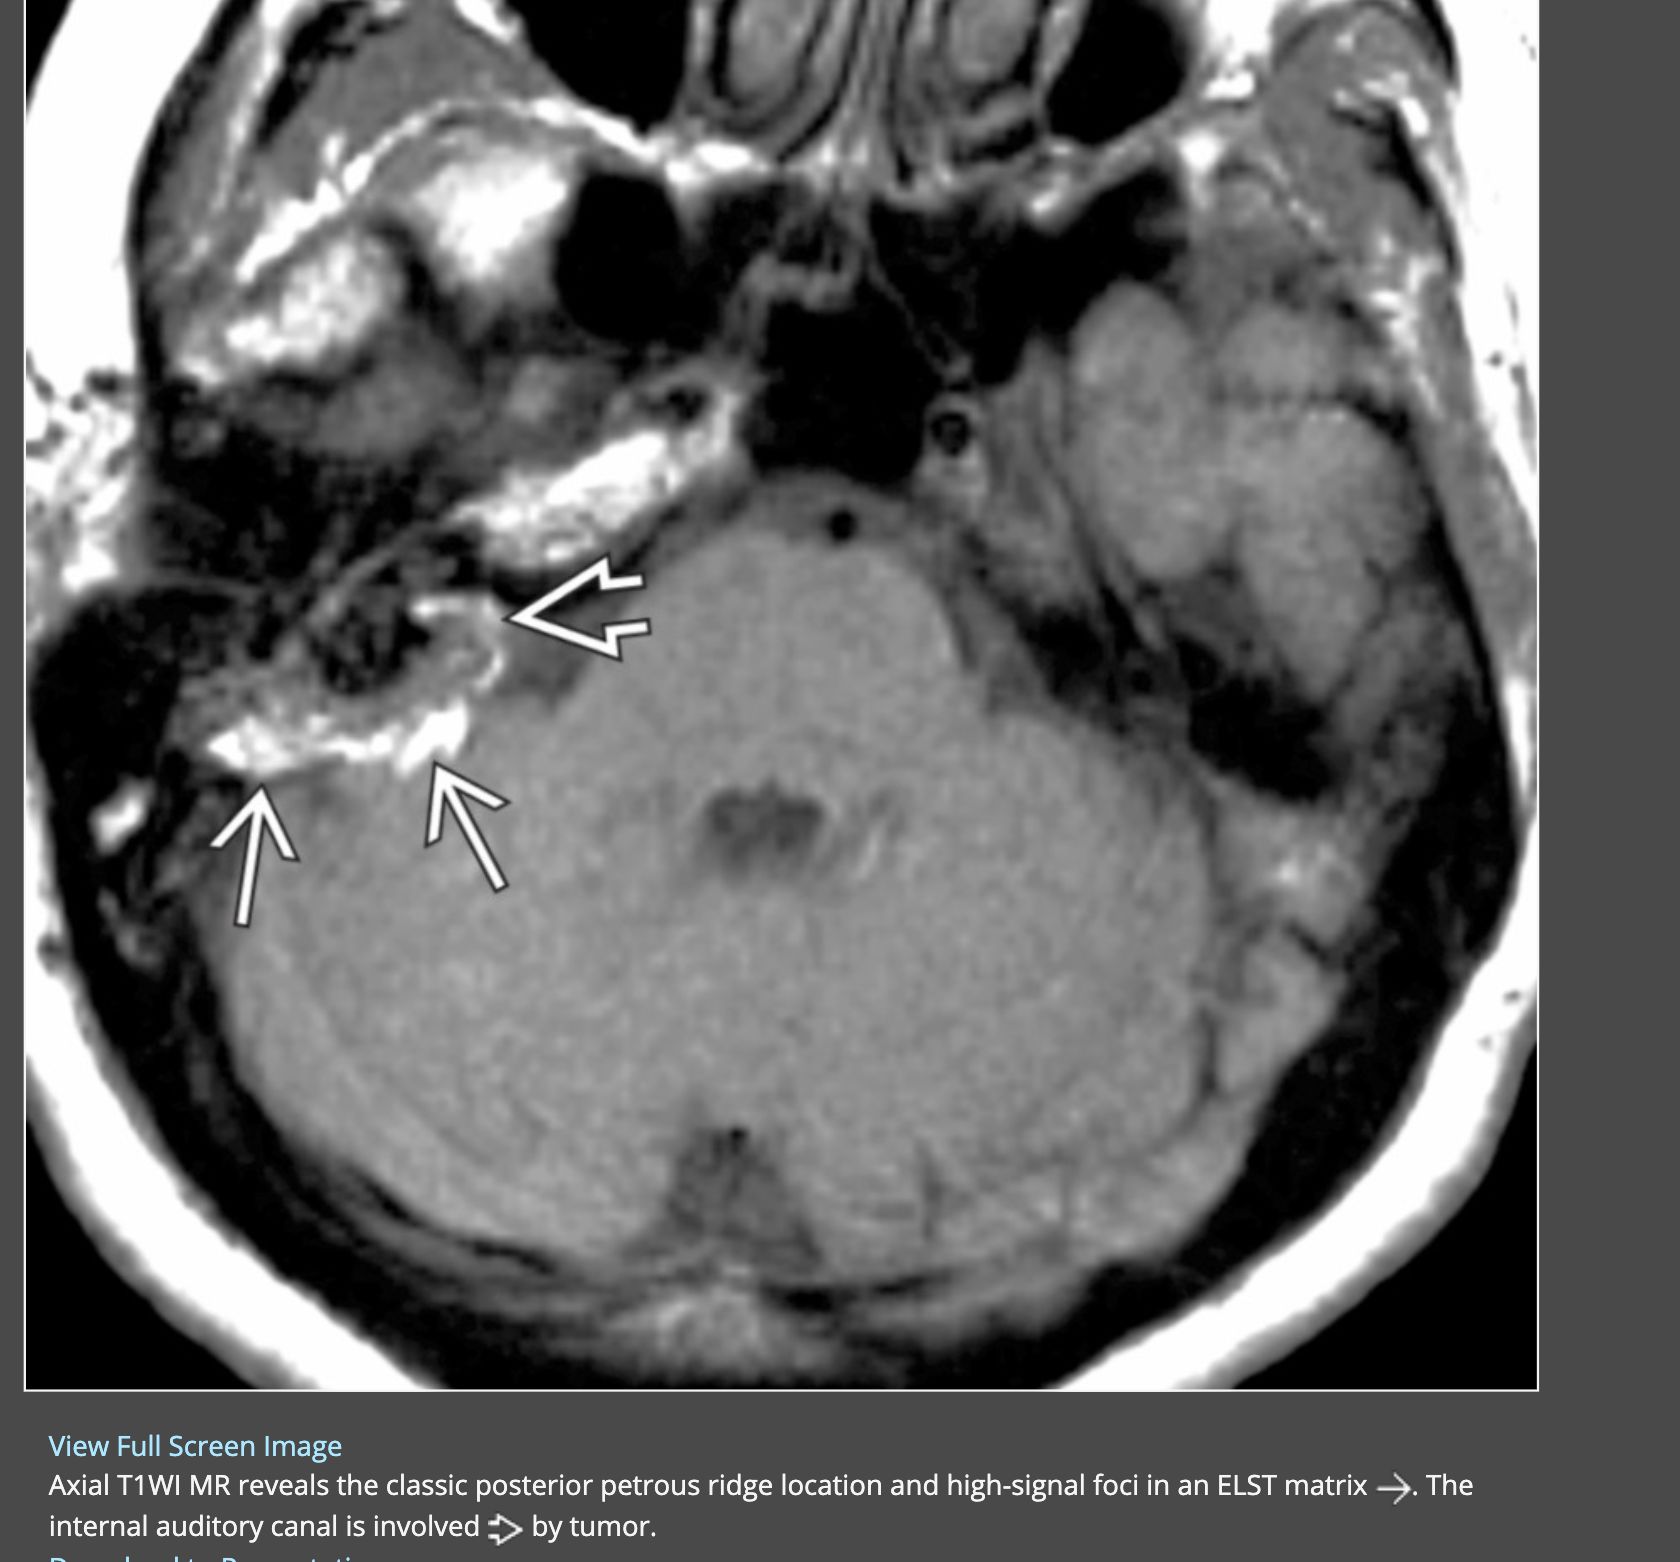 View Full Screen Image
Axial T1WI MR reveals the classic posterior petrous ridge location and high-signal foci in an ELST matrix →. The
internal auditory canal is involved ⇨ by tumor.